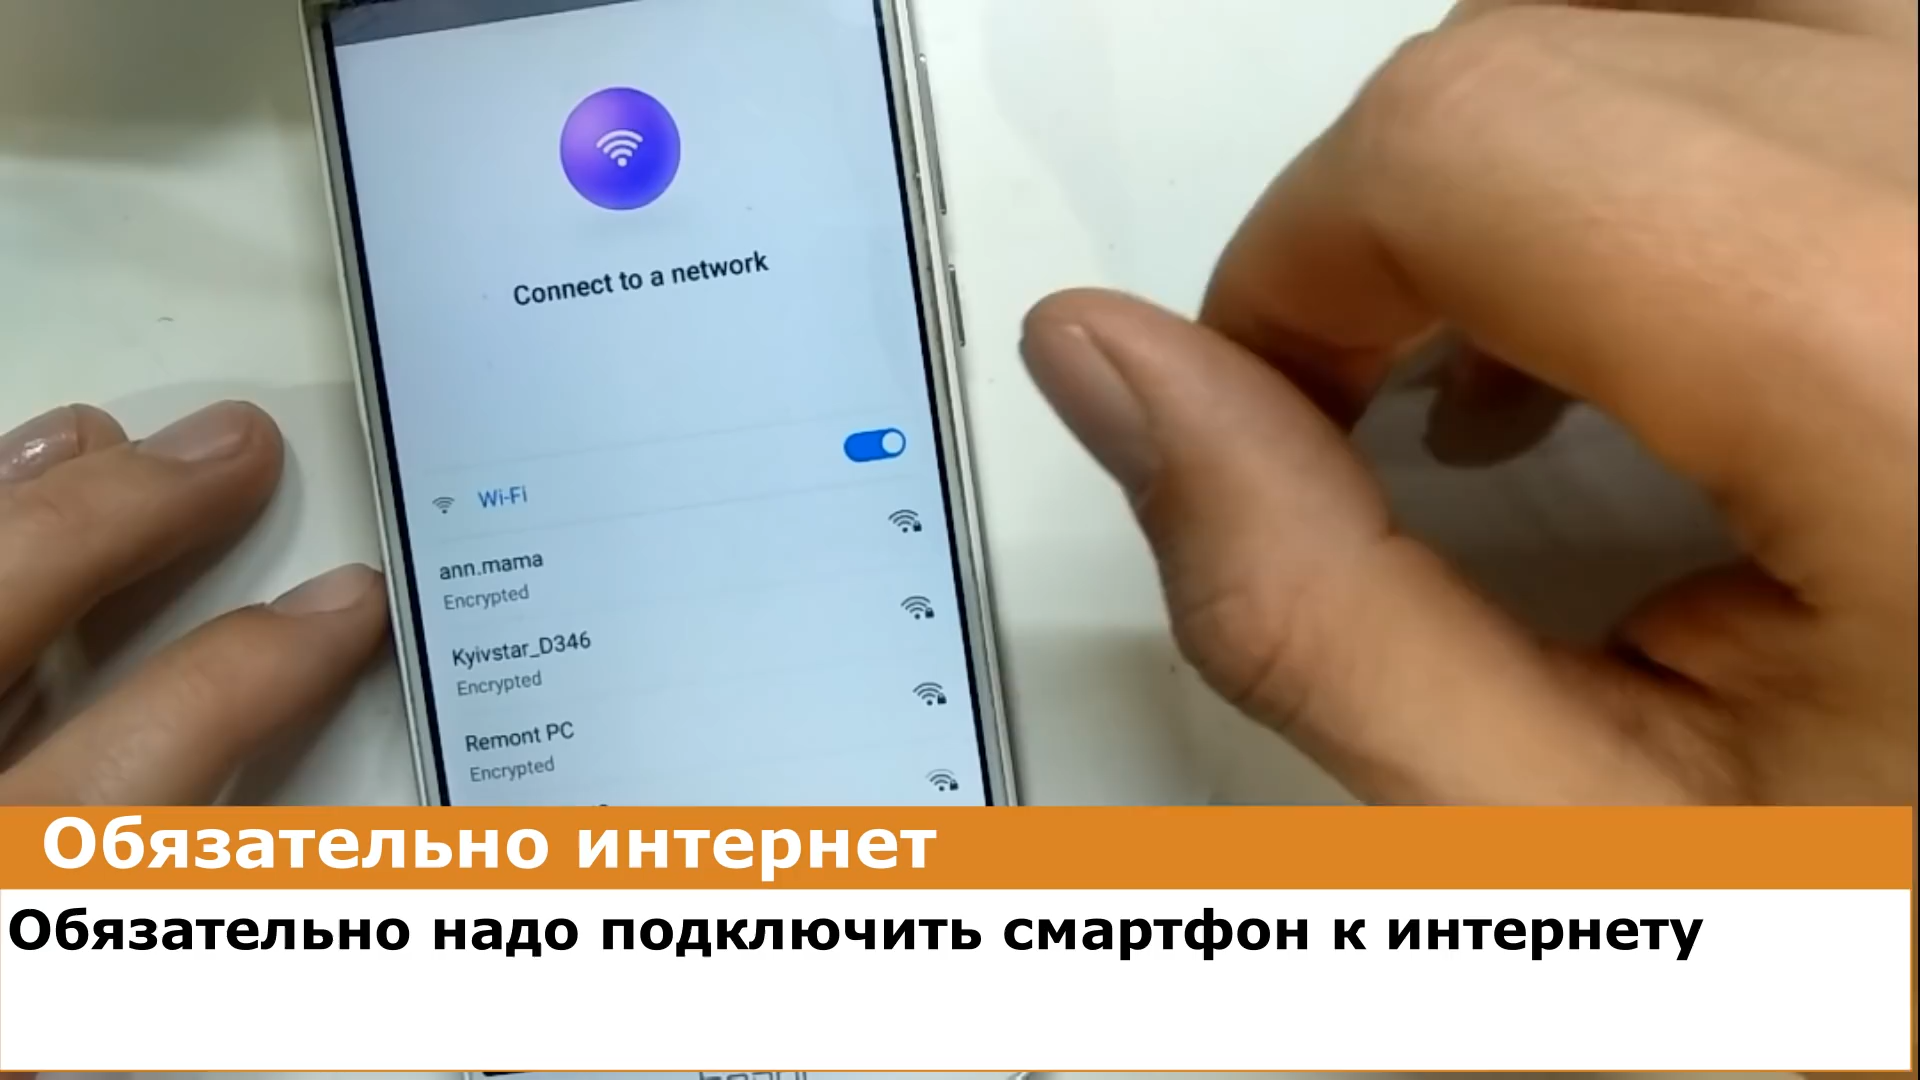 Connect to a network
Wi-Fi
ann.mama
Encrypted
Kyivstar_D346
Encrypted
Remont PC
Encrypted
Обязательно интернет
Обязательно надо подключить смартфон к интернету